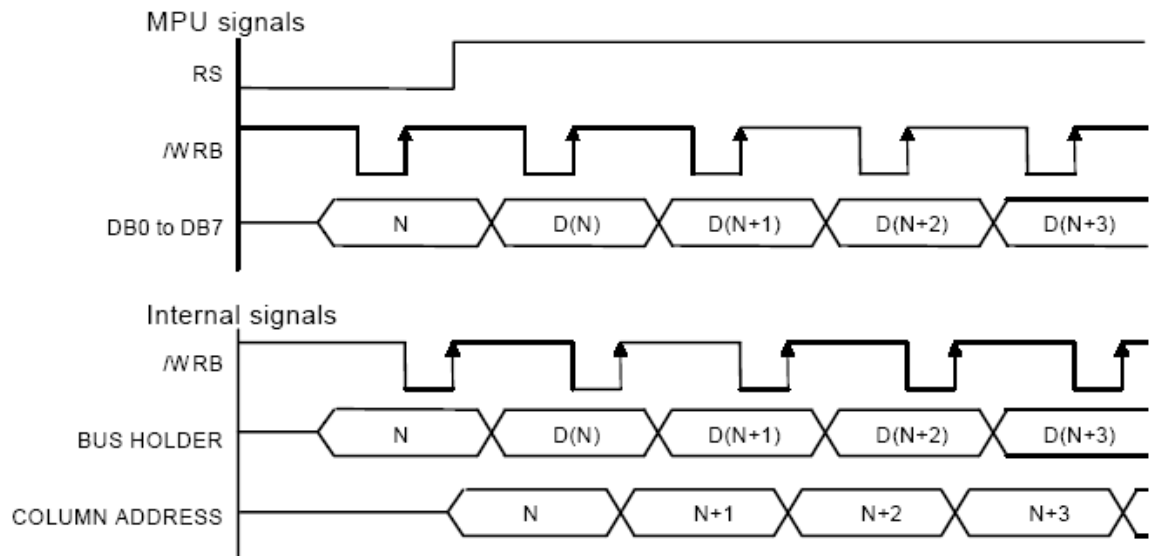 MPU signals
RS
/WRB
DB0 to DB7 N D(N) D(N+1) D(N+2) D(N+3)
Internal signals
/WRB
BUS HOLDER N D(N) D(N+1) D(N+2) D(N+3)
COLUMN ADDRESS N N+1 N+2 N+3